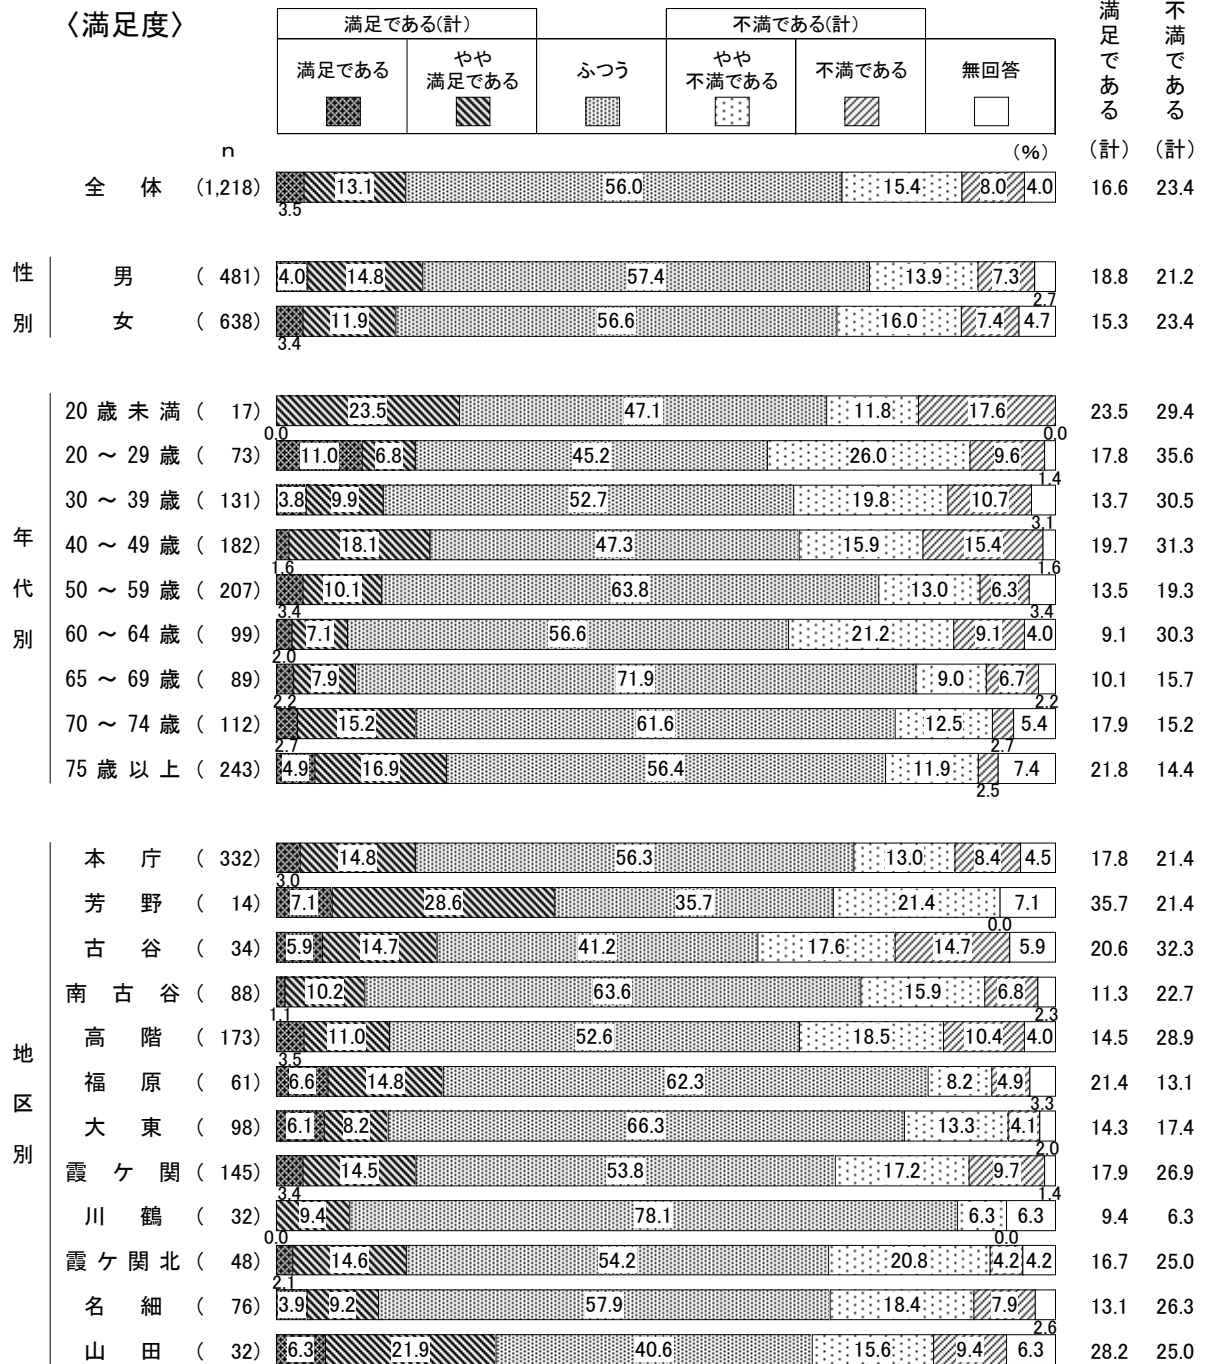 〈満足度〉
満足である(計) 不満である(計)
満足である やや満足である ふつう やや不満である 不満である 無回答
満足である(計) 不満である(計)
n (%)
全体 (1,218) 3.5 13.1 56.0 15.4 8.0 4.0 16.6 23.4
性別
男 (481) 4.0 14.8 57.4 13.9 7.3 2.7 18.8 21.2
女 (638) 3.4 11.9 56.6 16.0 7.4 4.7 15.3 23.4
年代別
20歳未満 (17) 0.0 23.5 47.1 11.8 17.6 0.0 23.5 29.4
20～29歳 (73) 11.0 6.8 45.2 26.0 9.6 1.4 17.8 35.6
30～39歳 (131) 3.8 9.9 52.7 19.8 10.7 3.1 13.7 30.5
40～49歳 (182) 1.6 18.1 47.3 15.9 15.4 1.6 19.7 31.3
50～59歳 (207) 3.4 10.1 63.8 13.0 6.3 3.4 13.5 19.3
60～64歳 (99) 2.0 7.1 56.6 21.2 9.1 4.0 9.1 30.3
65～69歳 (89) 2.2 7.9 71.9 9.0 6.7 2.2 10.1 15.7
70～74歳 (112) 2.7 15.2 61.6 12.5 2.7 5.4 17.9 15.2
75歳以上 (243) 4.9 16.9 56.4 11.9 2.5 7.4 21.8 14.4
地区別
本庁 (332) 3.0 14.8 56.3 13.0 8.4 4.5 17.8 21.4
芳野 (14) 7.1 28.6 35.7 21.4 0.0 7.1 35.7 21.4
古谷 (34) 5.9 14.7 41.2 17.6 14.7 5.9 20.6 32.3
南古谷 (88) 1.1 10.2 63.6 15.9 6.8 2.3 11.3 22.7
高階 (173) 3.5 11.0 52.6 18.5 10.4 4.0 14.5 28.9
福原 (61) 6.6 14.8 62.3 8.2 4.9 3.3 21.4 13.1
大東 (98) 6.1 8.2 66.3 13.3 4.1 2.0 14.3 17.4
霞ケ関 (145) 3.4 14.5 53.8 17.2 9.7 1.4 17.9 26.9
川鶴 (32) 0.0 9.4 78.1 6.3 0.0 6.3 9.4 6.3
霞ケ関北 (48) 2.1 14.6 54.2 20.8 4.2 4.2 16.7 25.0
名細 (76) 3.9 9.2 57.9 18.4 7.9 2.6 13.1 26.3
山田 (32) 6.3 21.9 40.6 15.6 9.4 6.3 28.2 25.0